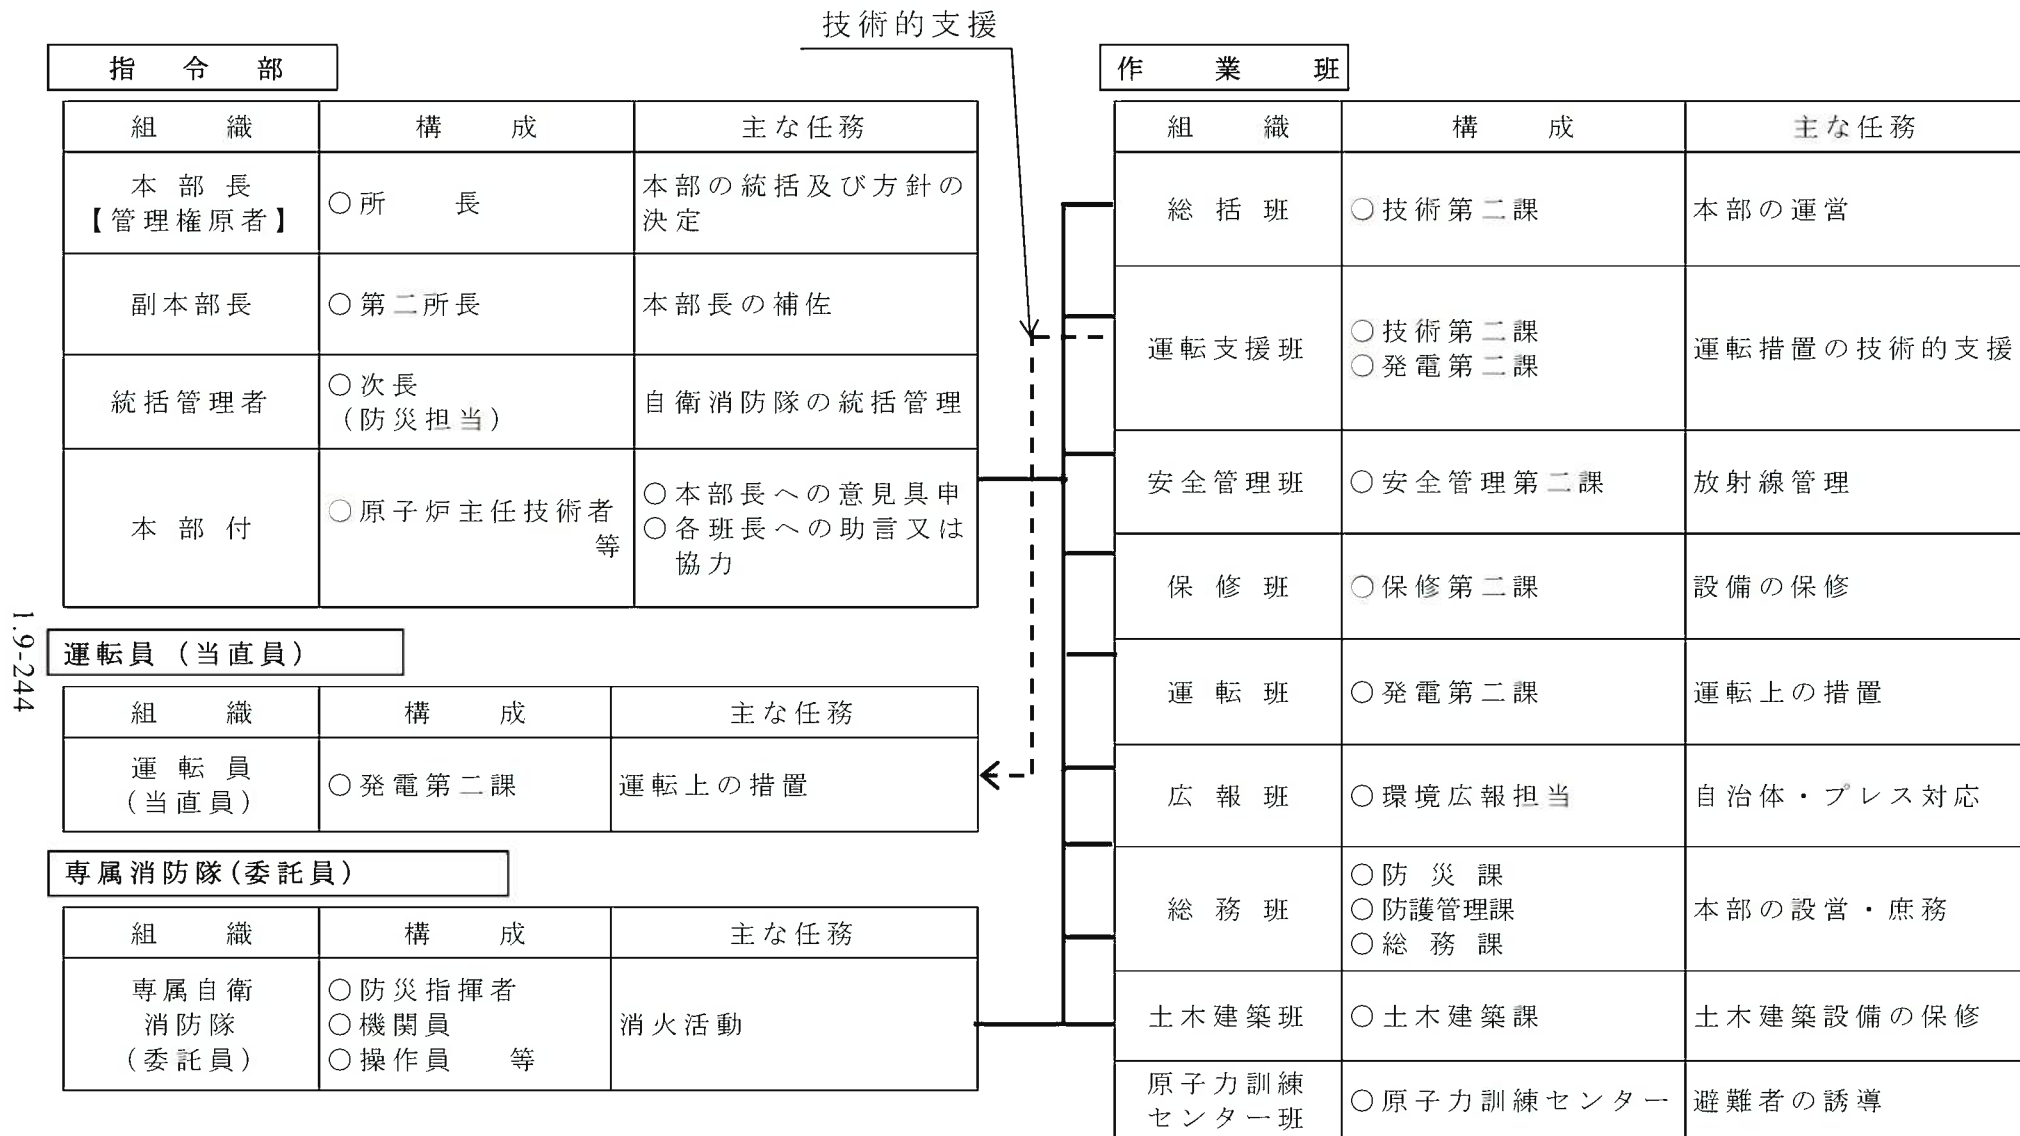 技術的支援
指令部
組織 構成 主な任務
本部長
【管理権原者】
○所長
本部の統括及び方針の
決定
副本部長
○第二所長
本部長の補佐
統括管理者
○次長
（防災担当）
自衛消防隊の統括管理
本部付
○原子炉主任技術者
等
○本部長への意見具申
○各班長への助言又は
協力
運転員（当直員）
組織 構成 主な任務
運転員
（当直員）
○発電第二課
運転上の措置
専属消防隊(委託員)
組織 構成 主な任務
専属自衛
消防隊
（委託員）
○防災指揮者
○機関員
○操作員 等
消火活動
作業班
組織 構成 主な任務
総括班
○技術第二課
本部の運営
運転支援班
○技術第二課
○発電第二課
運転措置の技術的支援
安全管理班
○安全管理第二課
放射線管理
保修班
○保修第二課
設備の保修
運転班
○発電第二課
運転上の措置
広報班
○環境広報担当
自治体・プレス対応
総務班
○防災課
○防護管理課
○総務課
本部の設営・庶務
土木建築班
○土木建築課
土木建築設備の保修
原子力訓練
センター班
○原子力訓練センター
避難者の誘導
1.9-244